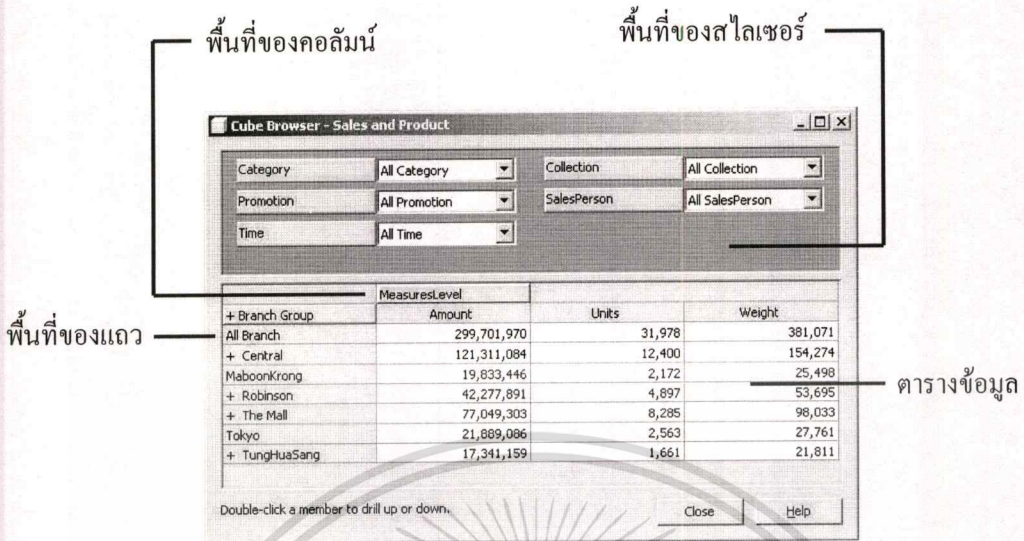 พื้นที่ของคอลัมน์ พื้นที่ของสไลเซอร์
Cube Browser - Sales and Product
Category All Category Collection All Collection
Promotion All Promotion SalesPerson All SalesPerson
Time All Time
MeasuresLevel
+ Branch Group Amount Units Weight
พื้นที่ของแถว
All Branch 299,701,970 31,978 381,071
+ Central 121,311,084 12,400 154,274
MaboonKrong 19,833,446 2,172 25,498
+ Robinson 42,277,891 4,897 53,695
ตารางข้อมูล
+ The Mall 77,049,303 8,285 98,033
Tokyo 21,889,086 2,563 27,761
+ TungHuaSang 17,341,159 1,661 21,811
Double-click a member to drill up or down. Close Help